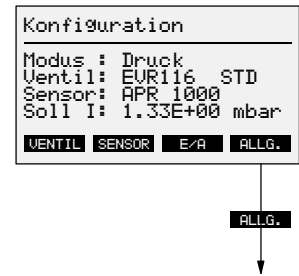 Konfiguration
Modus : Druck
Ventil: EVR116 STD
Sensor: APR 1000
Soll I: 1.33E+00 mbar
VENTIL SENSOR E/A ALLG.
ALLG.